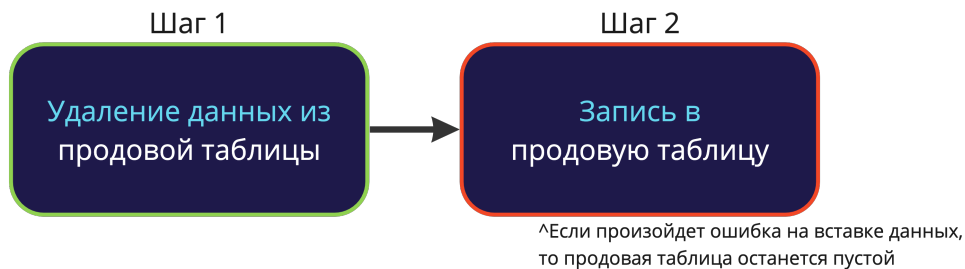 Шаг 1
Удаление данных из
продовой таблицы
Шаг 2
Запись в
продовую таблицу
^Если произойдет ошибка на вставке данных,
то продовая таблица останется пустой